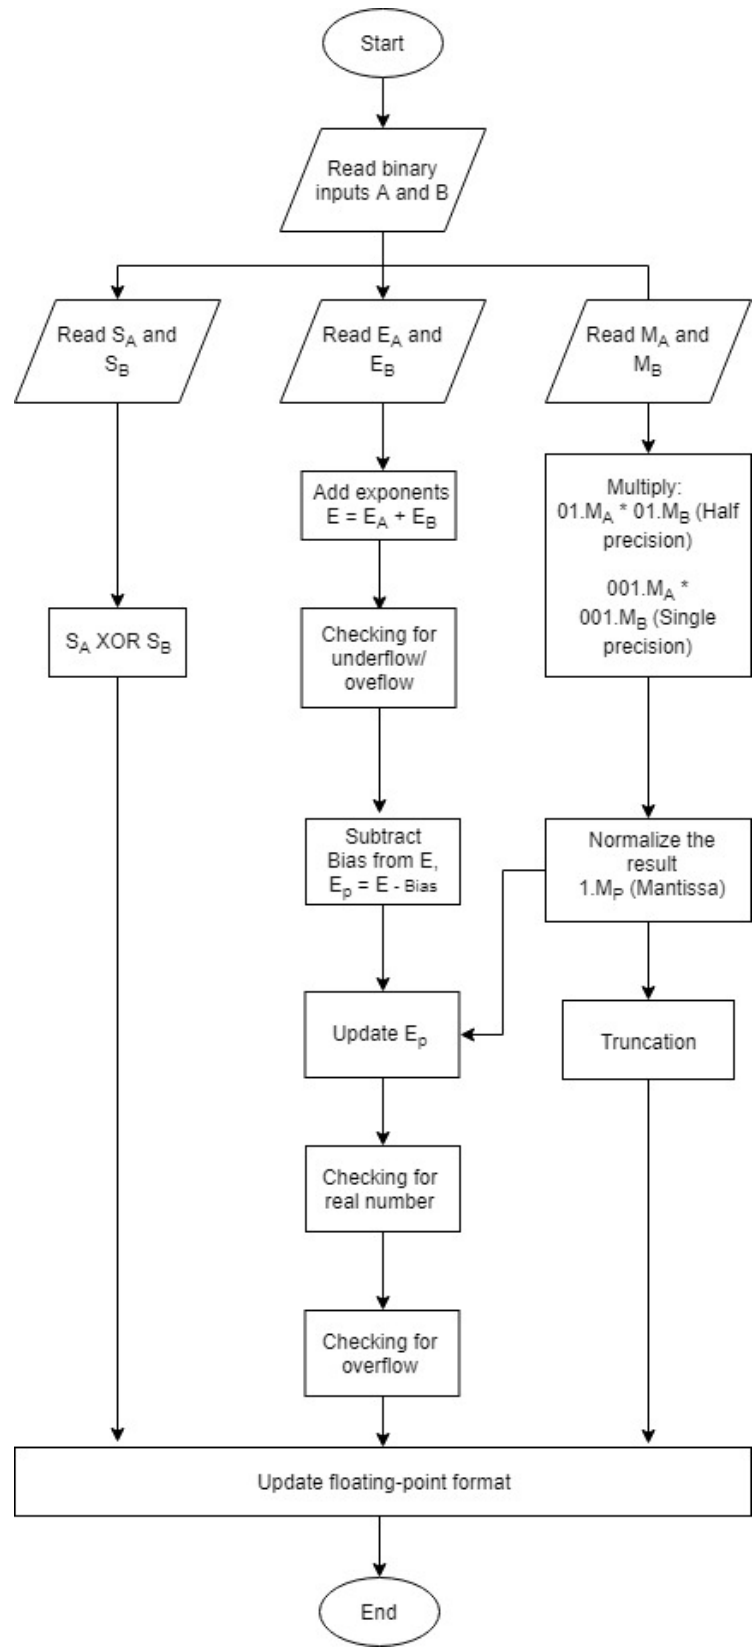 Start
Read binary
inputs A and B
Read S_A and
S_B
Read E_A and
E_B
Read M_A and
M_B
Add exponents
E = E_A + E_B
Multiply:
01.M_A * 01.M_B (Half
precision)
001.M_A *
001.M_B (Single
precision)
S_A XOR S_B
Checking for
underflow/
oveflow
Subtract
Bias from E,
E_p = E - Bias
Normalize the
result
1.M_P (Mantissa)
Update E_p
Truncation
Checking for
real number
Checking for
overflow
Update floating-point format
End